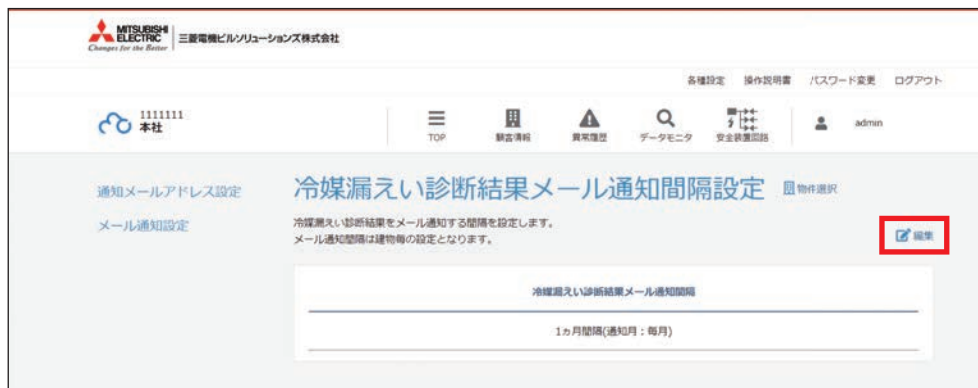 MITSUBISHI
ELECTRIC
Changes for the Better
三菱電機ビルソリューションズ株式会社
各種設定 操作説明書 パスワード変更 ログアウト
1111111
本社
TOP 顧客情報 異常履歴 データモニタ 安全装置回路 admin
通知メールアドレス設定
メール通知設定
冷媒漏えい診断結果メール通知間隔設定 物件選択
冷媒漏えい診断結果をメール通知する間隔を設定します。
メール通知間隔は建物毎の設定となります。
編集
冷媒漏えい診断結果メール通知間隔
1ヵ月間隔(通知月：毎月)